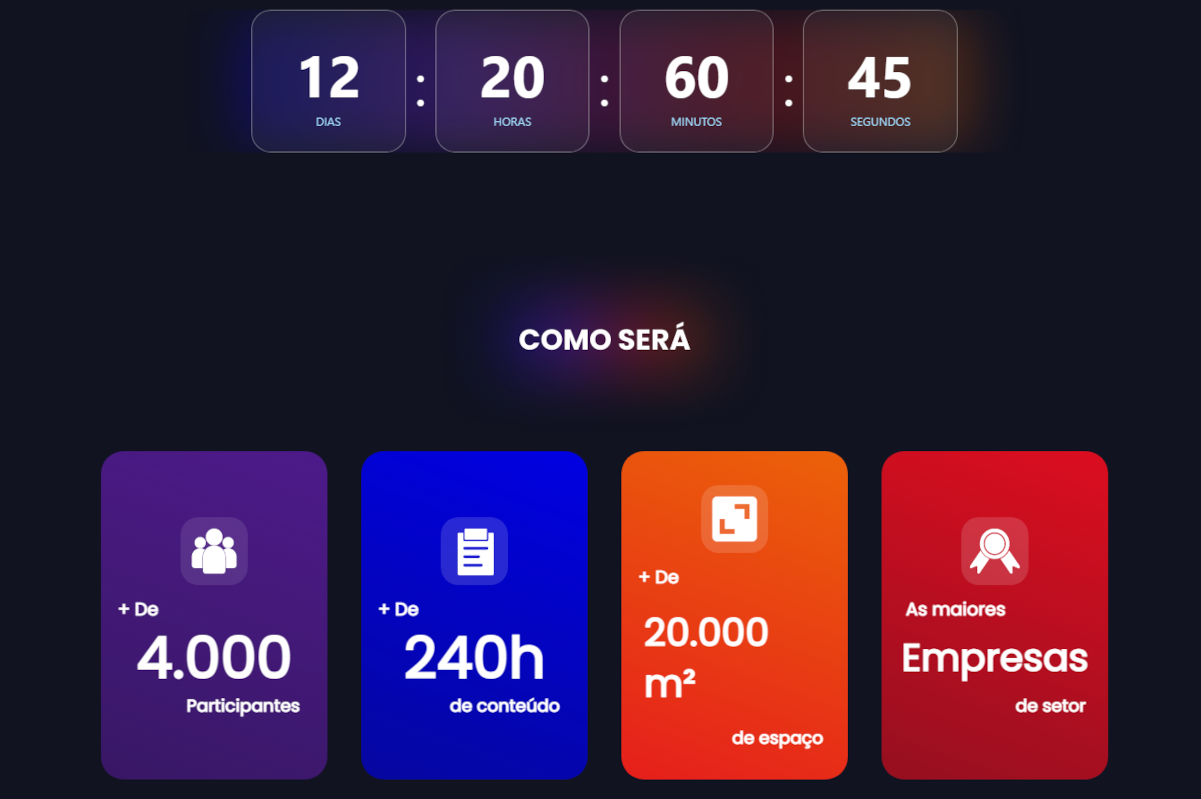 12 : 20 : 60 : 45
DIAS HORAS MINUTOS SEGUNDOS
COMO SERÁ
+ De
4.000
Participantes
+ De
240h
de conteúdo
+ De
20.000
m²
de espaço
As maiores
Empresas
de setor